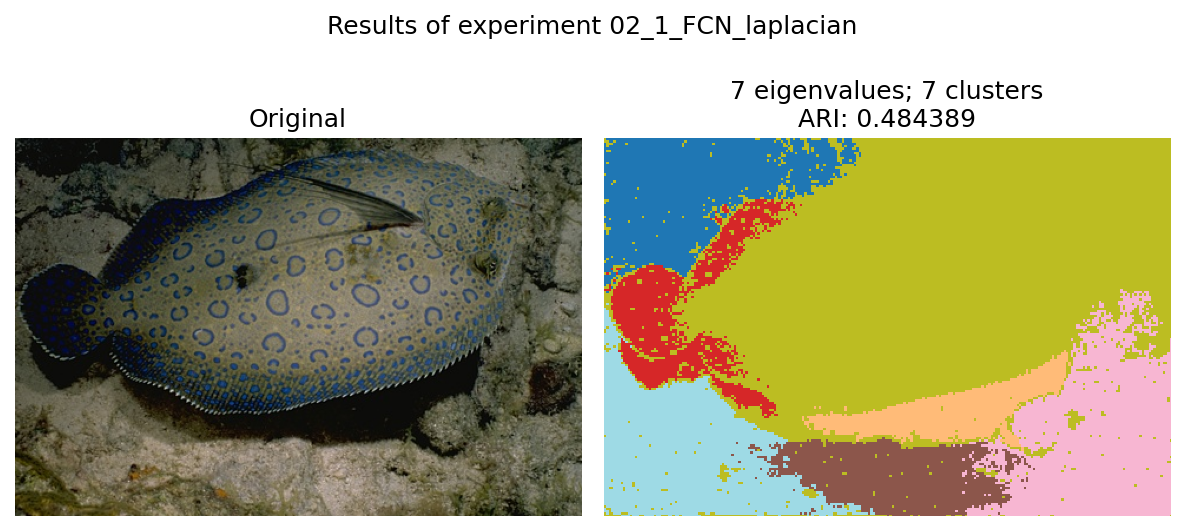 Results of experiment 02_1_FCN_laplacian
Original
7 eigenvalues; 7 clusters
ARI: 0.484389